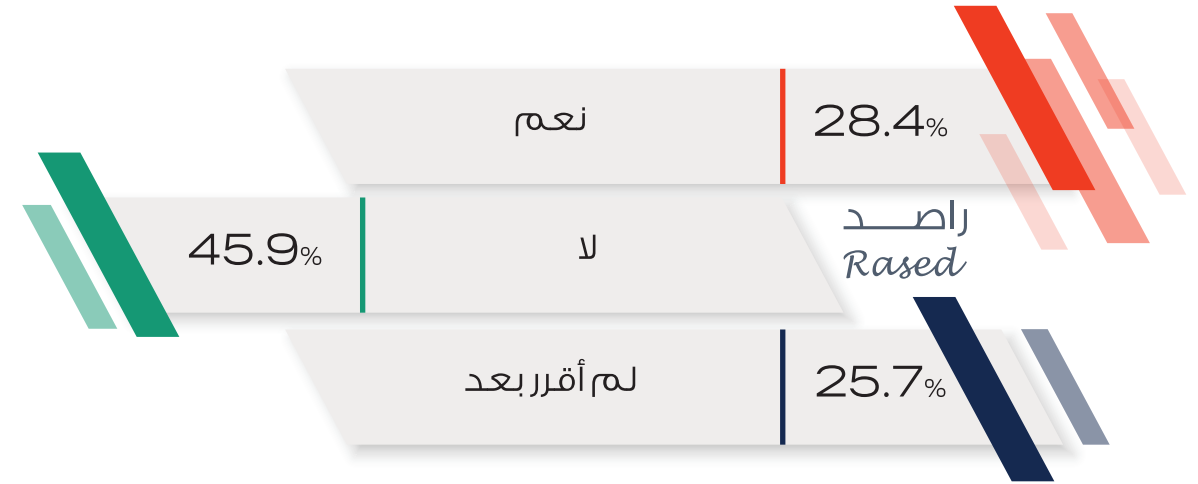 نعم
28.4%
راصد
Rased
لا
45.9%
لم أقرر بعد
25.7%